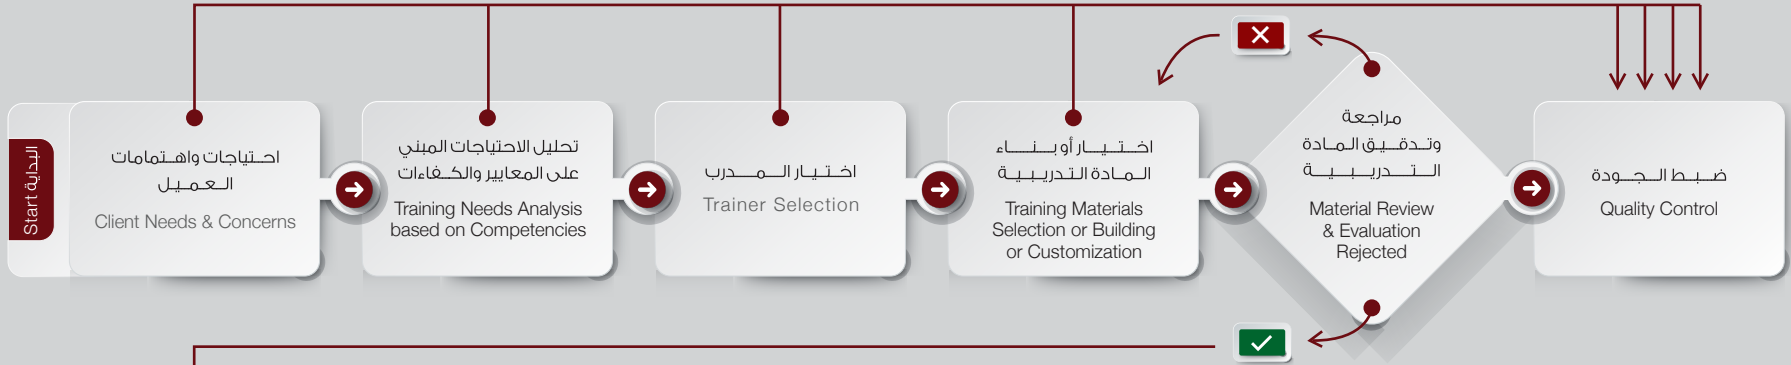 البداية Start
احتياجات واهتمامات
العميل
Client Needs & Concerns
تحليل الاحتياجات المبني
على المعايير والكفاءات
Training Needs Analysis
based on Competencies
اختيار المدرب
Trainer Selection
اختيار أو بناء
المادة التدريبية
Training Materials
Selection or Building
or Customization
مراجعة
وتدقيق المادة
التدريبية
Material Review
& Evaluation
Rejected
ضبط الجودة
Quality Control